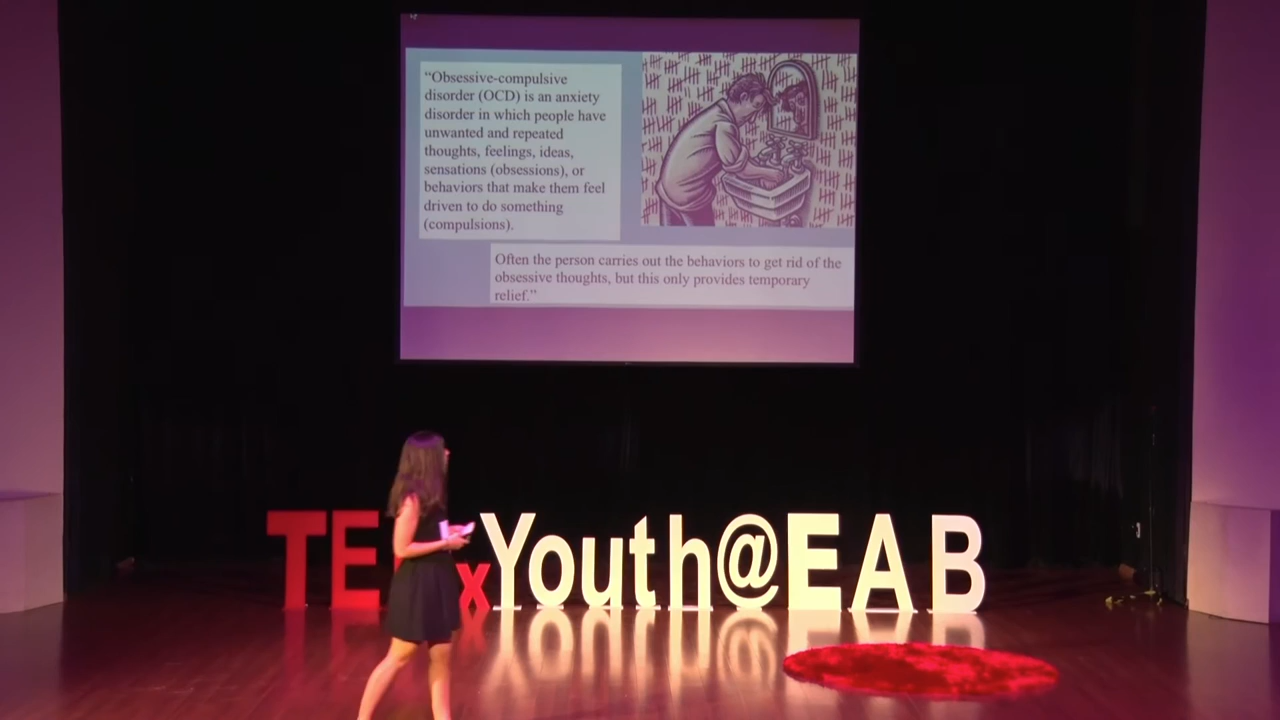 “Obsessive-compulsive
disorder (OCD) is an anxiety
disorder in which people have
unwanted and repeated
thoughts, feelings, ideas,
sensations (obsessions), or
behaviors that make them feel
driven to do something
(compulsions).
Often the person carries out the behaviors to get rid of the
obsessive thoughts, but this only provides temporary
relief.”
TE x Youth@EAB